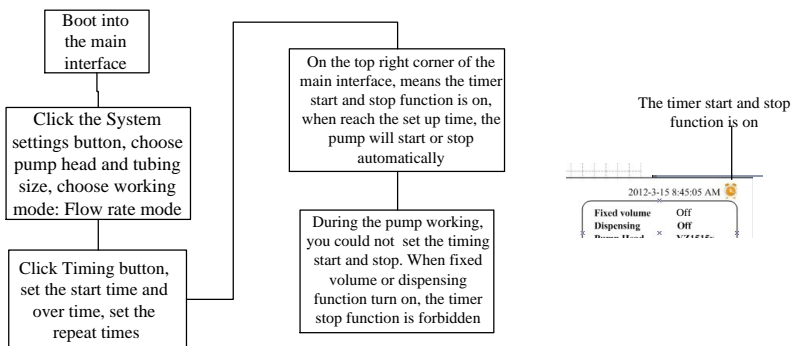 Boot into
the main
interface
Click the System
settings button, choose
pump head and tubing
size, choose working
mode: Flow rate mode
Click Timing button,
set the start time and
over time, set the
repeat times
On the top right corner of the
main interface, means the timer
start and stop function is on,
when reach the set up time, the
pump will start or stop
automatically
During the pump working,
you could not set the timing
start and stop. When fixed
volume or dispensing
function turn on, the timer
stop function is forbidden
The timer start and stop
function is on
2012-3-15 8:45:05 AM
Fixed volume Off
Dispensing Off
Pump Head